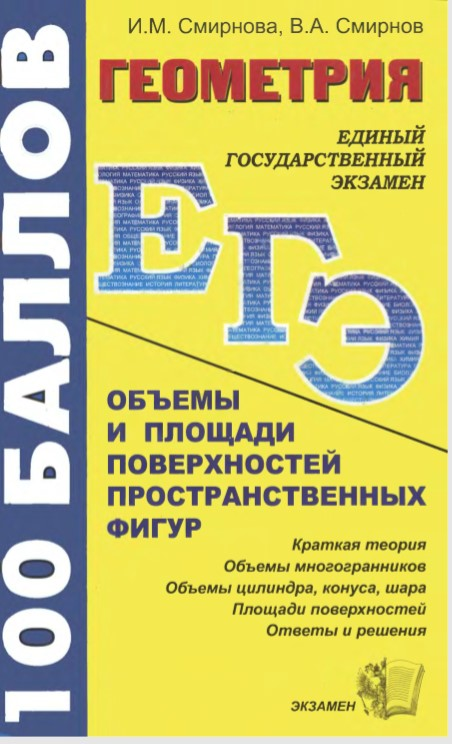 И.М. Смирнова, В.А. Смирнов
ГЕОМЕТРИЯ
ЕДИНЫЙ
ГОСУДАРСТВЕННЫЙ
ЭКЗАМЕН
ЕГЭ
100 БАЛЛОВ
ОБЪЕМЫ
И ПЛОЩАДИ
ПОВЕРХНОСТЕЙ
ПРОСТРАНСТВЕННЫХ
ФИГУР
Краткая теория
Объемы многогранников
Объемы цилиндра, конуса, шара
Площади поверхностей
Ответы и решения
ЭКЗАМЕН